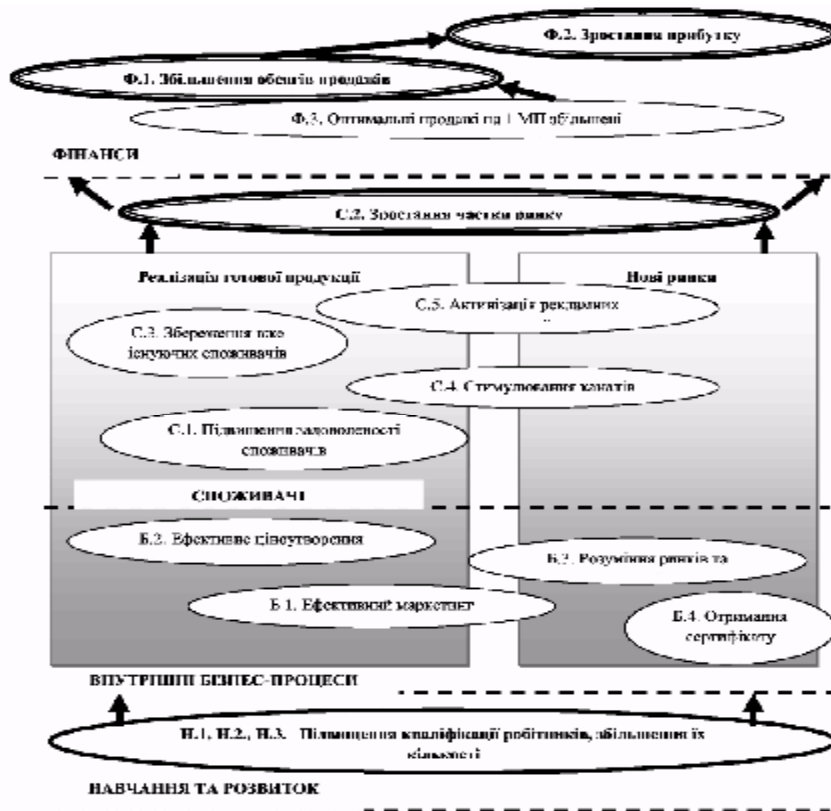 Ф.2. Зростання прибутку
Ф.1. Збільшення обсягів продажів
Ф.3. Оптимальні продажі на 1 МП збільшені
ФІНАНСИ
С.2. Зростання частки ринку
Реалізація готової продукції
Нові ринки
С.5. Активізація рекламних
С.3. Збереження вже
існуючих споживачів
С.4. Стимулювання каналів
С.1. Підвищення задоволеності
споживачів
СПОЖИВАЧІ
Б.2. Ефективне ціноутворення
Б.3. Розуміння ринків та
Б.1. Ефективний маркетинг
Б.4. Отримання
сертифікату
ВНУТРІШНІ БІЗНЕС-ПРОЦЕСИ
Н.1, Н.2., Н.3. Підвищення кваліфікації робітників, збільшення їх
кількості
НАВЧАННЯ ТА РОЗВИТОК